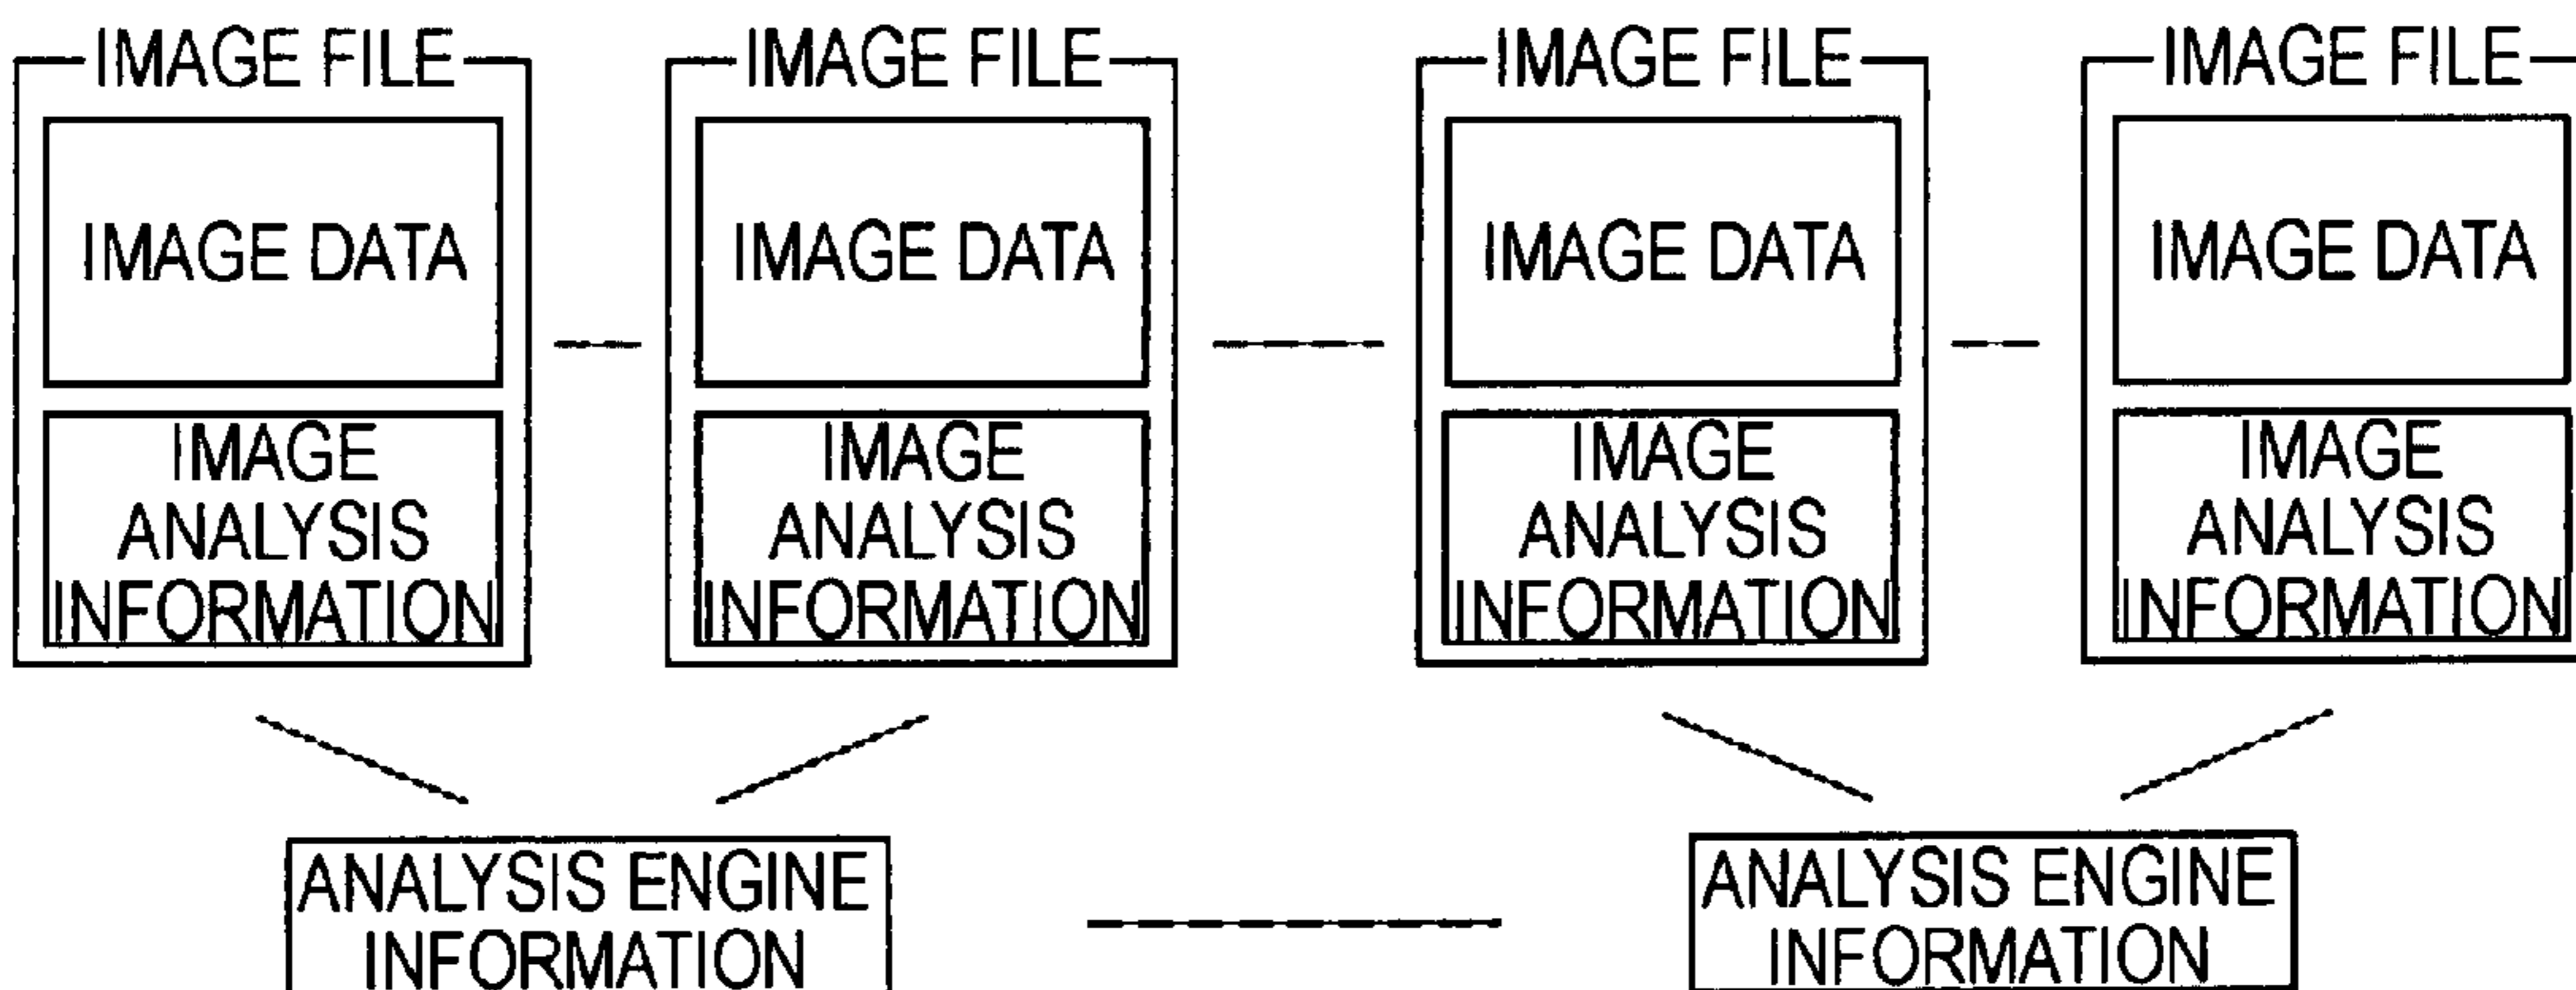 IMAGE FILE
IMAGE DATA
IMAGE
ANALYSIS
INFORMATION
IMAGE FILE
IMAGE DATA
IMAGE
ANALYSIS
INFORMATION
IMAGE FILE
IMAGE DATA
IMAGE
ANALYSIS
INFORMATION
IMAGE FILE
IMAGE DATA
IMAGE
ANALYSIS
INFORMATION
ANALYSIS ENGINE
INFORMATION
ANALYSIS ENGINE
INFORMATION